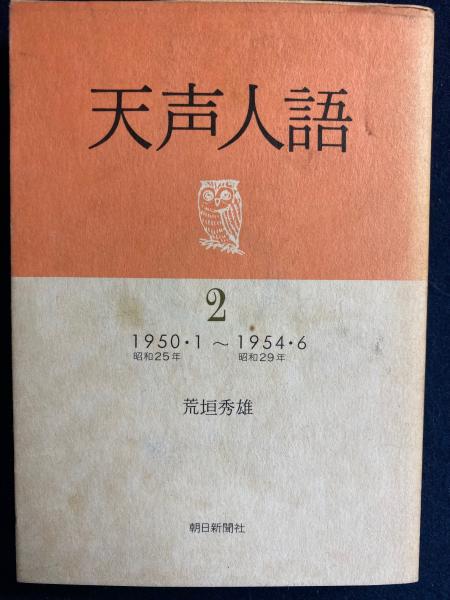 天声人語
2
1950・1 ～ 1954・6
昭和25年 昭和29年
荒垣秀雄
朝日新聞社